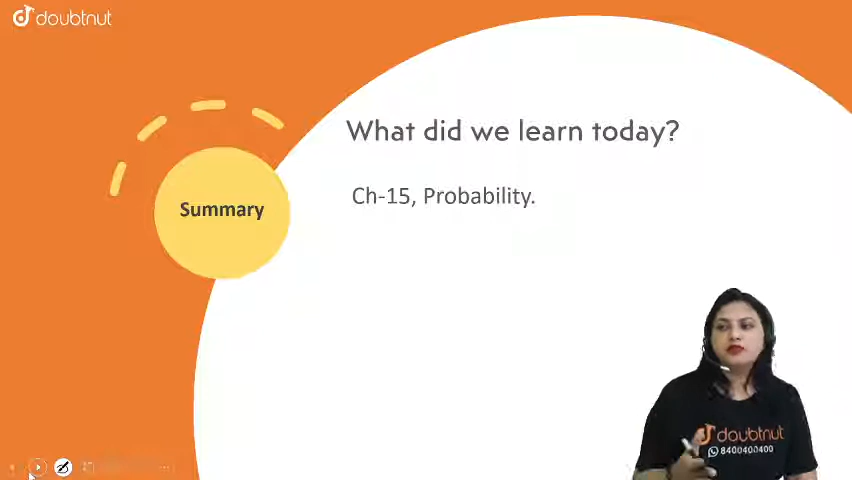 doubtnut
What did we learn today?
Ch-15, Probability.
Summary
doubtnut
8400400400